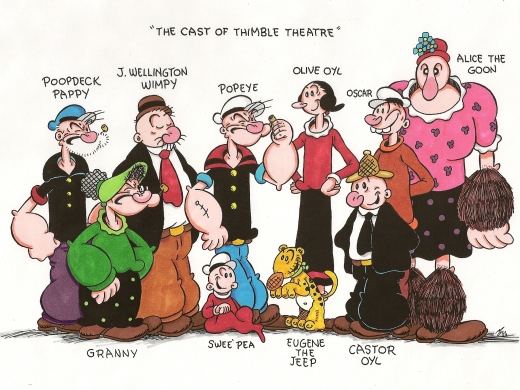 "THE CAST OF THIMBLE THEATRE"
POOPDECK
PAPPY
J. WELLINGTON
WIMPY
POPEYE
OLIVE OYL
OSCAR
ALICE THE
GOON
GRANNY
SWEE' PEA
EUGENE
THE
JEEP
CASTOR
OYL